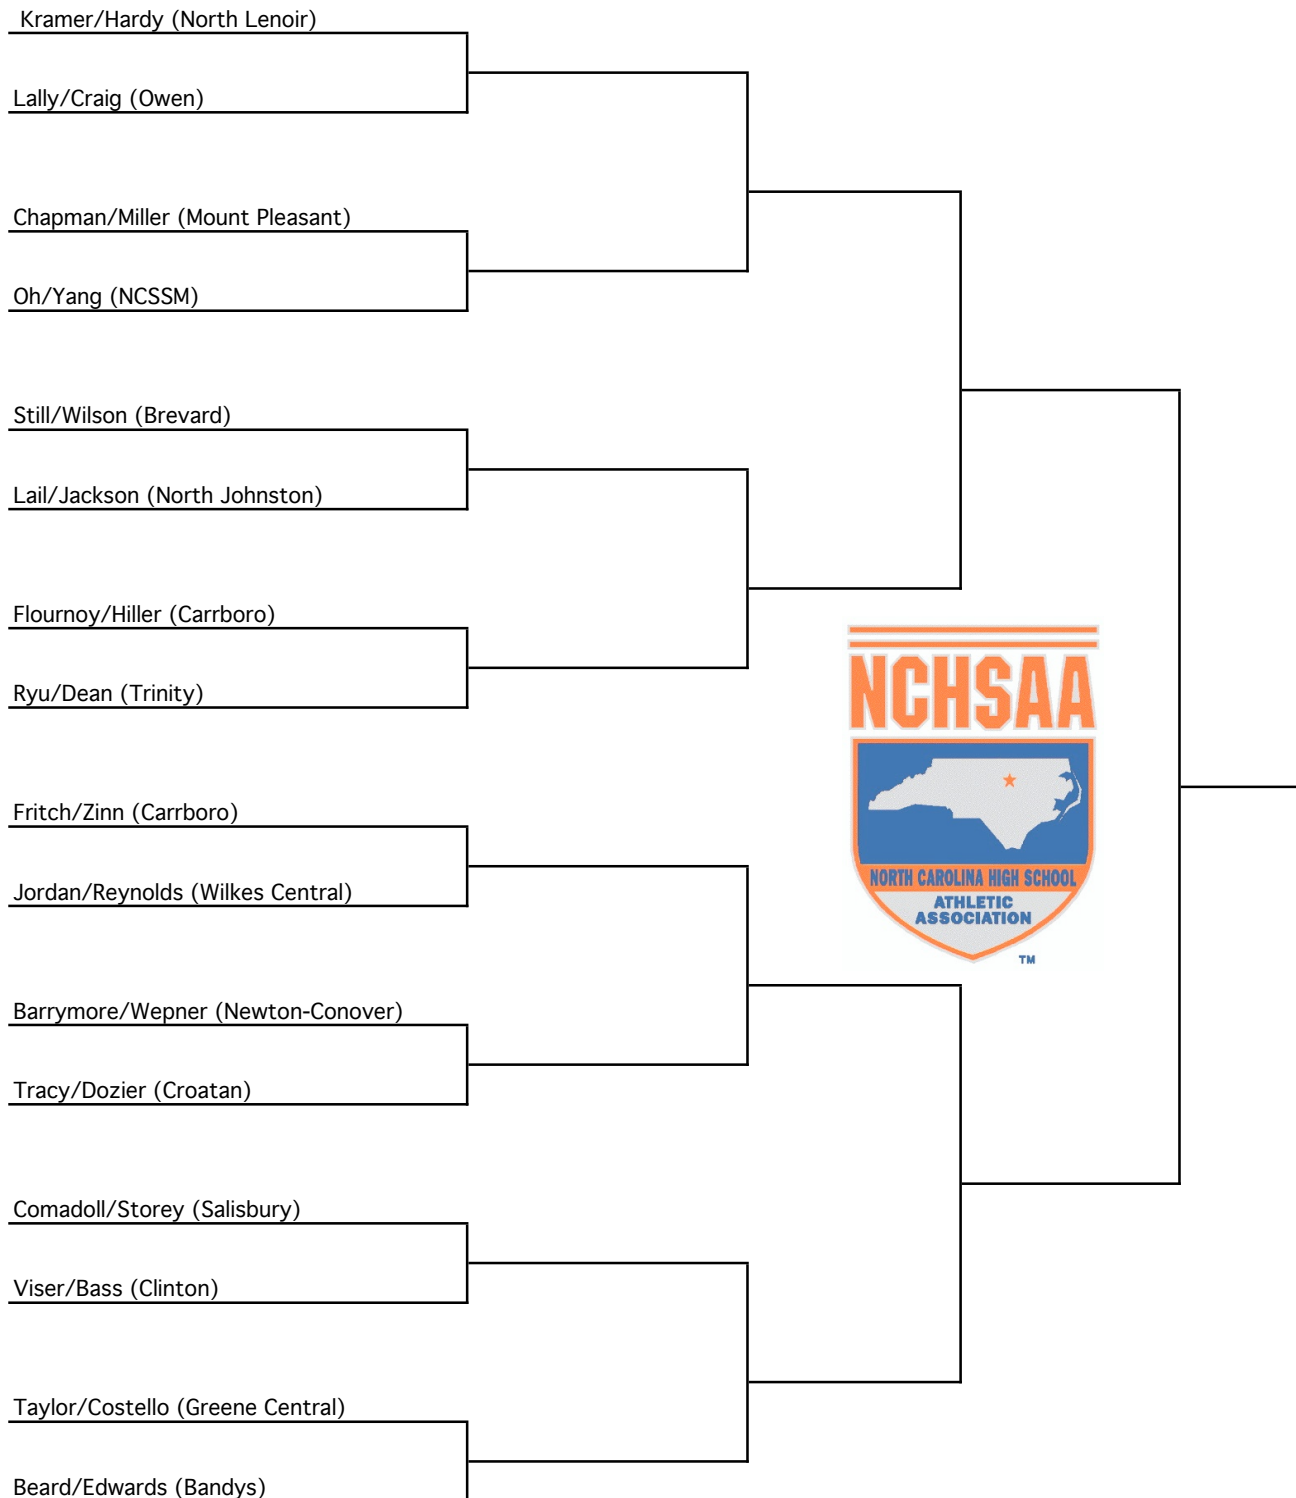 Kramer/Hardy (North Lenoir)
Lally/Craig (Owen)
Chapman/Miller (Mount Pleasant)
Oh/Yang (NCSSM)
Still/Wilson (Brevard)
Lail/Jackson (North Johnston)
Flournoy/Hiller (Carrboro)
Ryu/Dean (Trinity)
NCHSAA
Fritch/Zinn (Carrboro)
Jordan/Reynolds (Wilkes Central)
NORTH CAROLINA HIGH SCHOOL
ATHLETIC
ASSOCIATION
TM
Barrymore/Wepner (Newton-Conover)
Tracy/Dozier (Croatan)
Comadoll/Storey (Salisbury)
Viser/Bass (Clinton)
Taylor/Costello (Greene Central)
Beard/Edwards (Bandys)